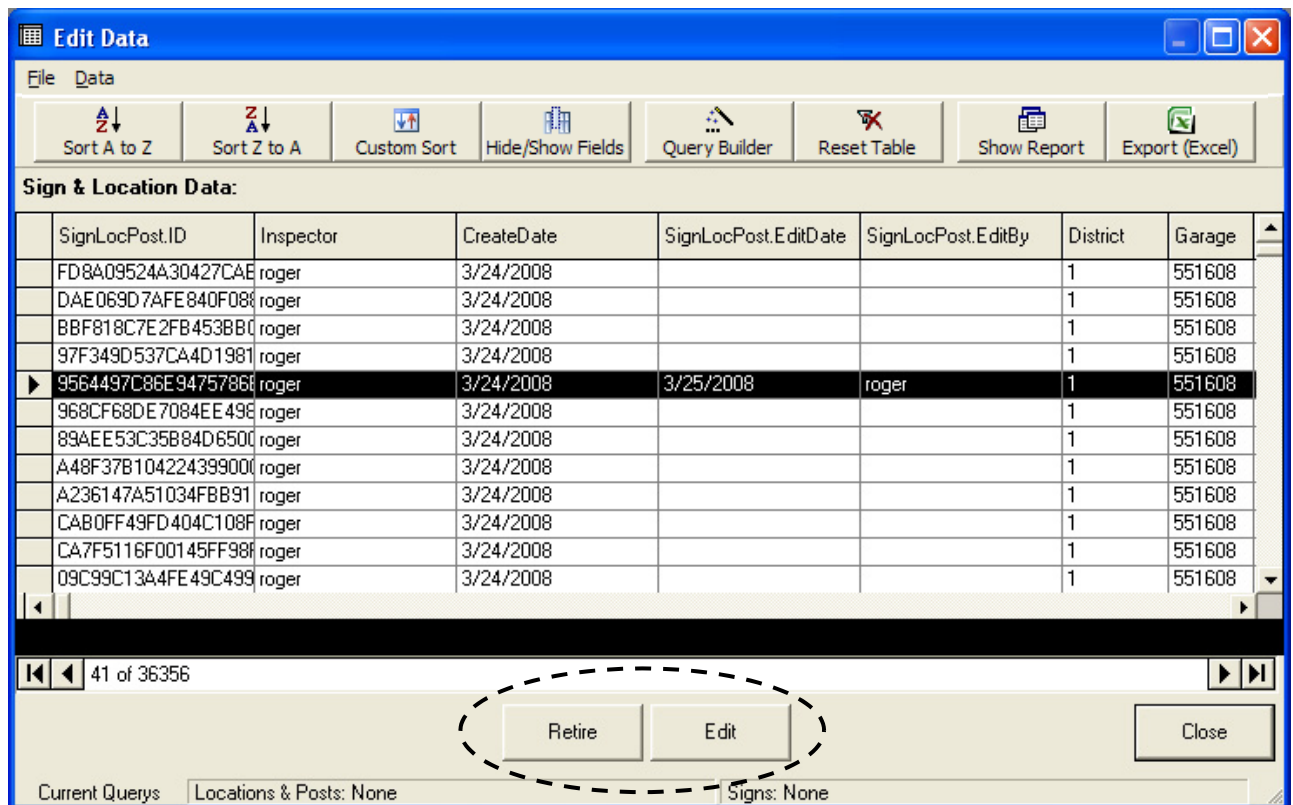 Edit Data
File Data
Sort A to Z Sort Z to A Custom Sort Hide/Show Fields Query Builder Reset Table Show Report Export (Excel)
Sign & Location Data:
SignLocPost.ID Inspector CreateDate SignLocPost.EditDate SignLocPost.EditBy District Garage
FD8A09524A30427CAE roger 3/24/2008 1 551608
DAE069D7AFE840F08 roger 3/24/2008 1 551608
BBF818C7E2FB453BB roger 3/24/2008 1 551608
97F349D537CA4D1981 roger 3/24/2008 1 551608
9564497C86E9475786 roger 3/24/2008 3/25/2008 roger 1 551608
968CF68DE7084EE498 roger 3/24/2008 1 551608
89AEE53C35B84D6500 roger 3/24/2008 1 551608
A48F37B10422439900 roger 3/24/2008 1 551608
A236147A51034FBB91 roger 3/24/2008 1 551608
CAB0FF49FD404C108F roger 3/24/2008 1 551608
CA7F5116F00145FF98 roger 3/24/2008 1 551608
09C99C13A4FE49C499 roger 3/24/2008 1 551608
41 of 36356
Retire Edit Close
Current Querys Locations & Posts: None Signs: None